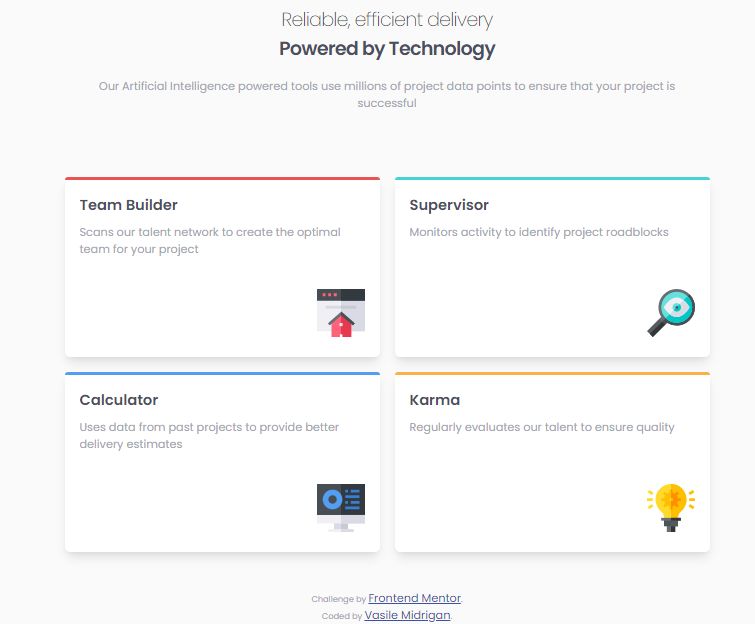 Reliable, efficient delivery
Powered by Technology
Our Artificial Intelligence powered tools use millions of project data points to ensure that your project is
successful
Team Builder
Scans our talent network to create the optimal
team for your project
Supervisor
Monitors activity to identify project roadblocks
Calculator
Uses data from past projects to provide better
delivery estimates
Karma
Regularly evaluates our talent to ensure quality
Challenge by Frontend Mentor.
Coded by Vasile Midrigan.